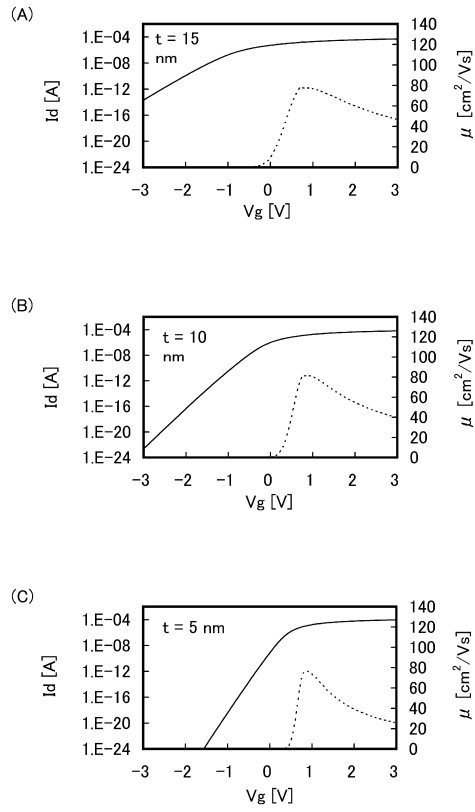 (A)
t = 15
nm
Id [A]
1.E−04
1.E−08
1.E−12
1.E−16
1.E−20
1.E−24
140
120
100
80
60
40
20
0
μ [cm²/Vs]
−3 −2 −1 0 1 2 3
Vg [V]
(B)
t = 10
nm
Id [A]
1.E−04
1.E−08
1.E−12
1.E−16
1.E−20
1.E−24
140
120
100
80
60
40
20
0
μ [cm²/Vs]
−3 −2 −1 0 1 2 3
Vg [V]
(C)
t = 5 nm
Id [A]
1.E−04
1.E−08
1.E−12
1.E−16
1.E−20
1.E−24
140
120
100
80
60
40
20
0
μ [cm²/Vs]
−3 −2 −1 0 1 2 3
Vg [V]